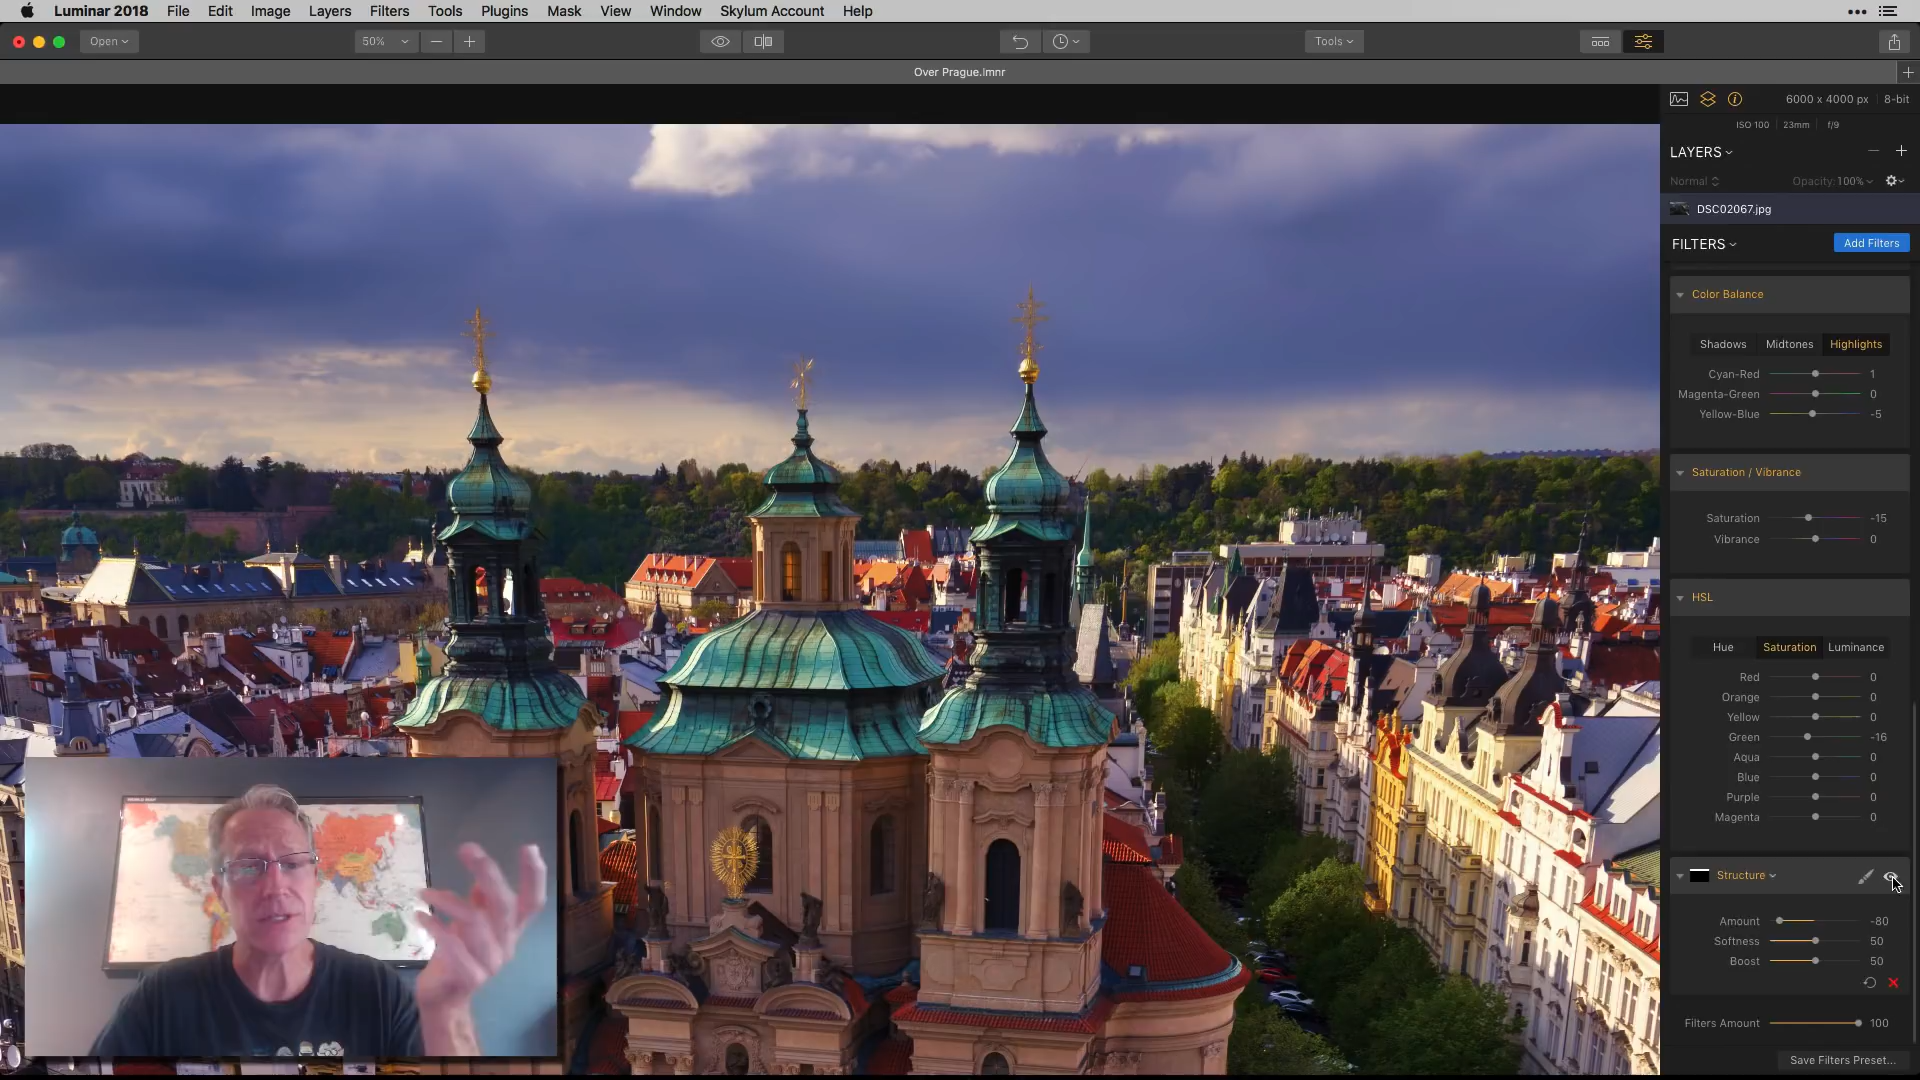 Luminar 2018 File Edit Image Layers Filters Tools Plugins Mask View Window Skylum Account Help
Open 50% Tools
Over Prague.lmnr
6000 x 4000 px 8-bit
ISO 100 23mm f/9
LAYERS
Normal Opacity: 100%
DSC02067.jpg
FILTERS Add Filters
Color Balance
Shadows Midtones Highlights
Cyan-Red 1
Magenta-Green 0
Yellow-Blue -5
Saturation / Vibrance
Saturation -15
Vibrance 0
HSL
Hue Saturation Luminance
Red 0
Orange 0
Yellow 0
Green -16
Aqua 0
Blue 0
Purple 0
Magenta 0
Structure
Amount -80
Softness 50
Boost 50
Filters Amount 100
Save Filters Preset...